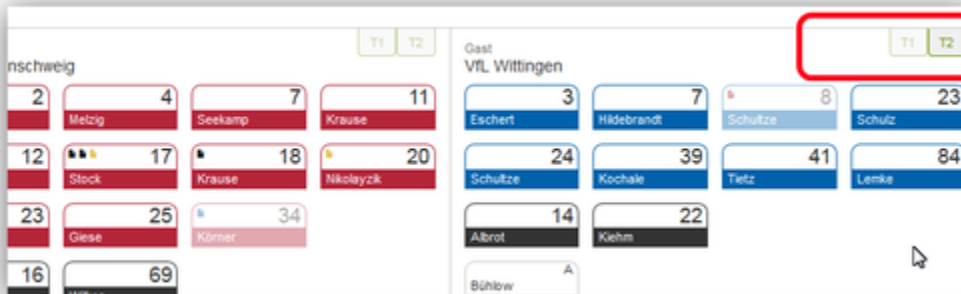 T1 T2
nschweig
2 4 7 11
Melzig Seekamp Krause
12 17 18 20
Stock Krause Nikolayzik
23 25 34
Giese Körner
16 69
Gast T1 T2
VfL Wittingen
3 7 8 23
Eschert Hildebrandt Schultze Schulz
24 39 41 84
Schultze Kochale Tietz Lemke
14 22
Albrot Kiehm
A
Bühlow